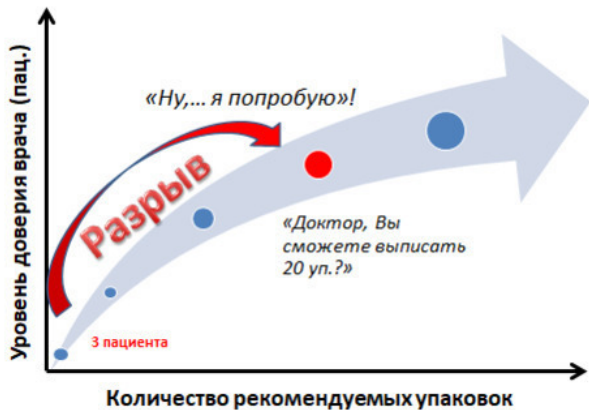 Уровень доверия врача (пац.)
«Ну,... я попробую»!
Разрыв
«Доктор, Вы
сможете выписать
20 уп.?»
3 пациента
Количество рекомендуемых упаковок